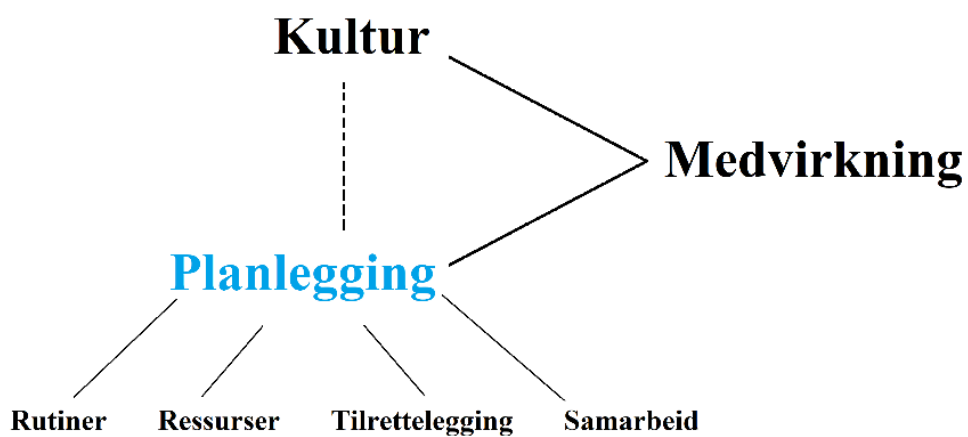 Kultur
Medvirkning
Planlegging
Rutiner Ressurser Tilrettelegging Samarbeid